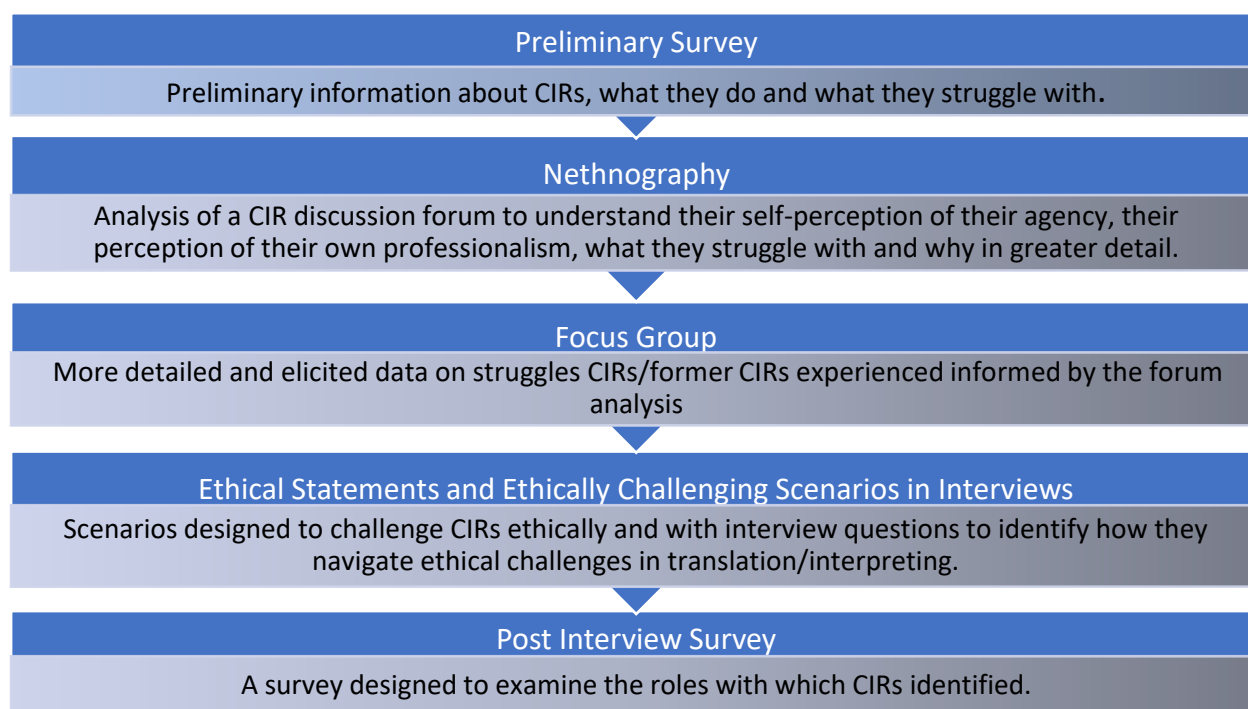 Preliminary Survey
Preliminary information about CIRs, what they do and what they struggle with.
Nethnography
Analysis of a CIR discussion forum to understand their self-perception of their agency, their
perception of their own professionalism, what they struggle with and why in greater detail.
Focus Group
More detailed and elicited data on struggles CIRs/former CIRs experienced informed by the forum
analysis
Ethical Statements and Ethically Challenging Scenarios in Interviews
Scenarios designed to challenge CIRs ethically and with interview questions to identify how they
navigate ethical challenges in translation/interpreting.
Post Interview Survey
A survey designed to examine the roles with which CIRs identified.